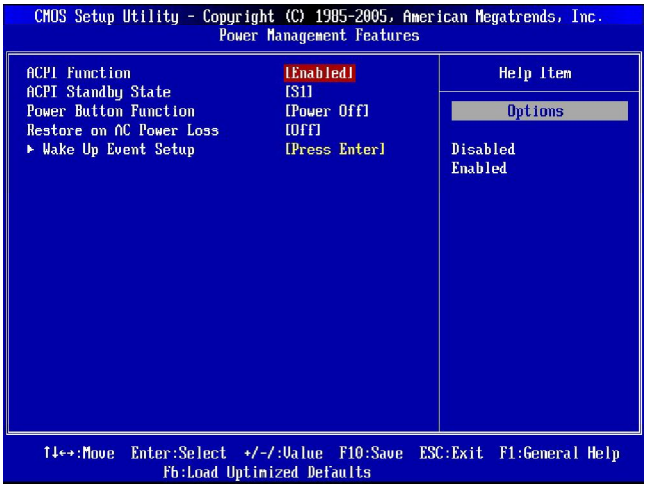 CMOS Setup Utility - Copyright (C) 1985-2005, American Megatrends, Inc.
Power Management Features
ACPI Function [Enabled]
ACPI Standby State [S1]
Power Button Function [Power Off]
Restore on AC Power Loss [Off]
▶ Wake Up Event Setup [Press Enter]
Help Item
Options
Disabled
Enabled
↑↓←→:Move Enter:Select +/-/:Value F10:Save ESC:Exit F1:General Help
F6:Load Optimized Defaults